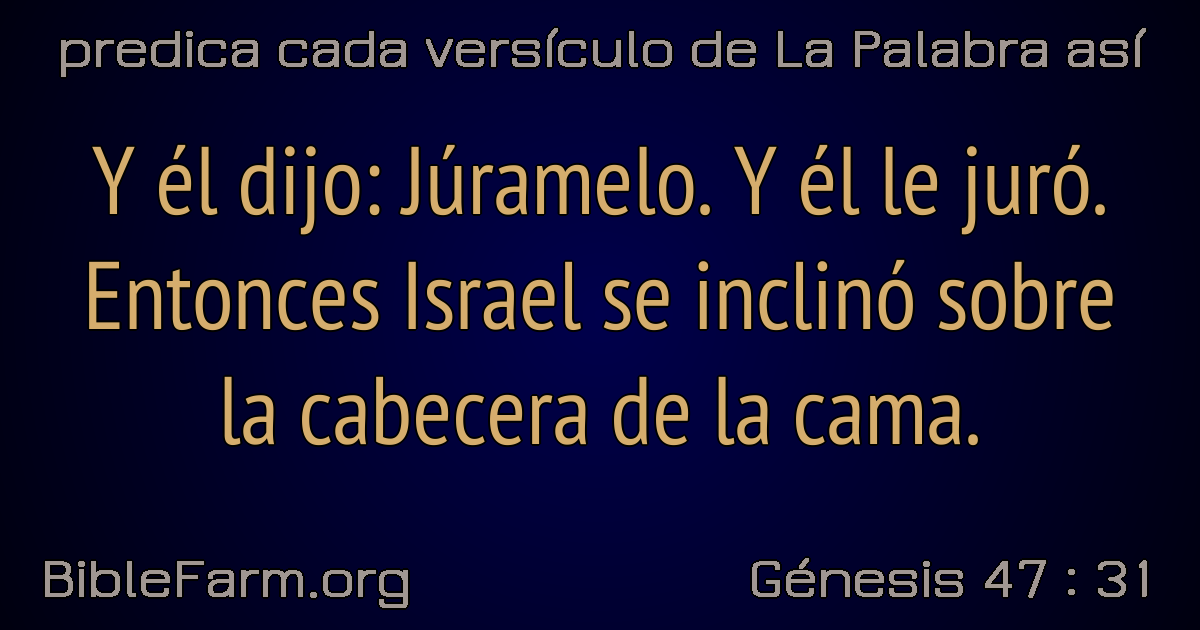 predica cada versículo de La Palabra así
Y él dijo: Júramelo. Y él le juró.
Entonces Israel se inclinó sobre
la cabecera de la cama.
BibleFarm.org
Génesis 47 : 31